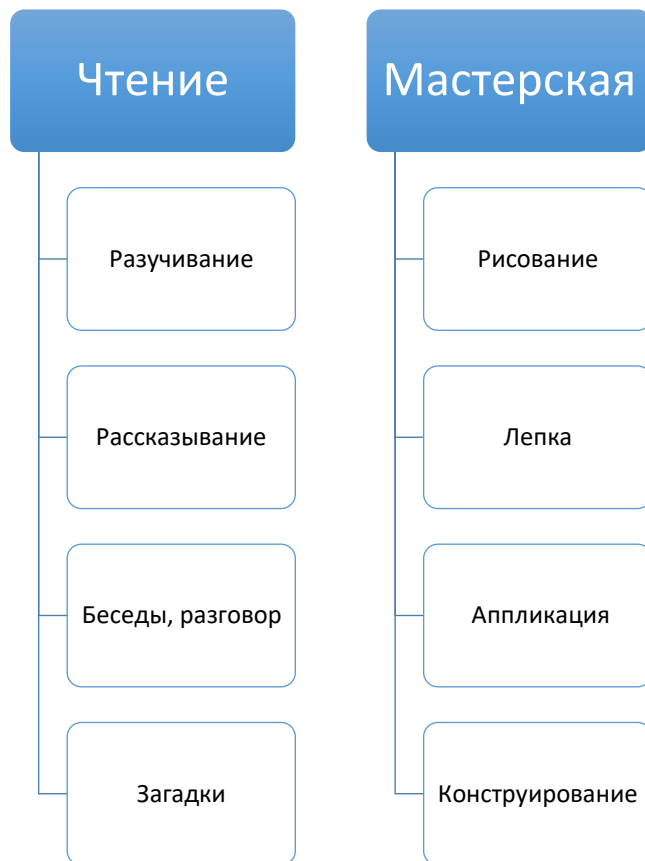 Чтение
Разучивание
Рассказывание
Беседы, разговор
Загадки
Мастерская
Рисование
Лепка
Аппликация
Конструирование